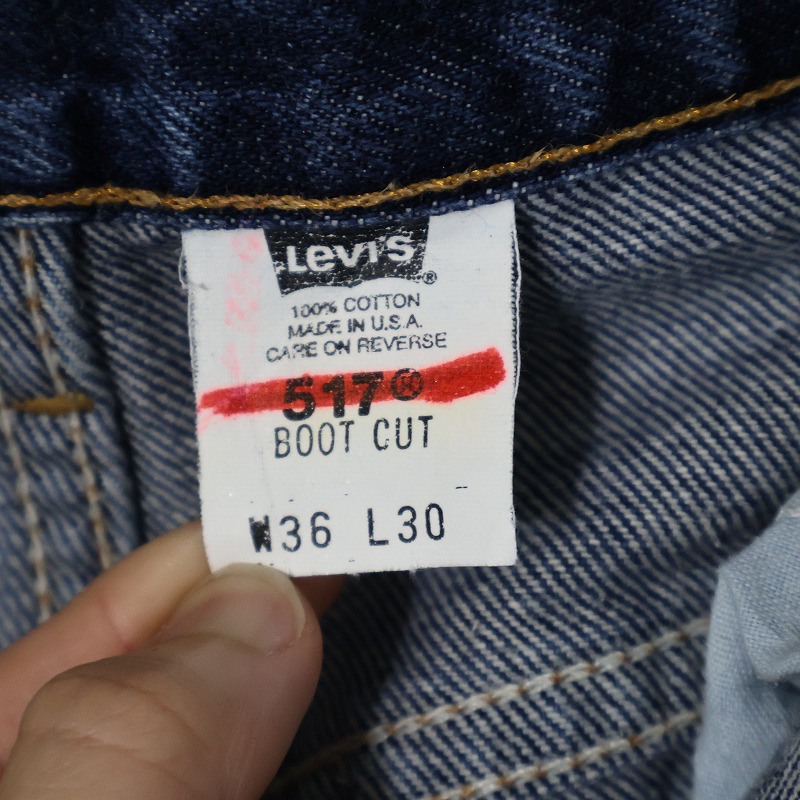 Levi's®
100% COTTON
MADE IN U.S.A.
CARE ON REVERSE
517®
BOOT CUT
W36 L30